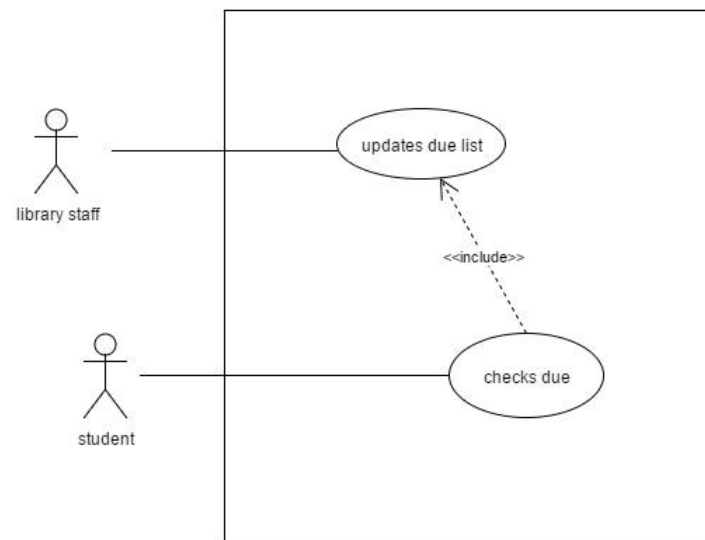 updates due list
library staff
<<include>>
checks due
student